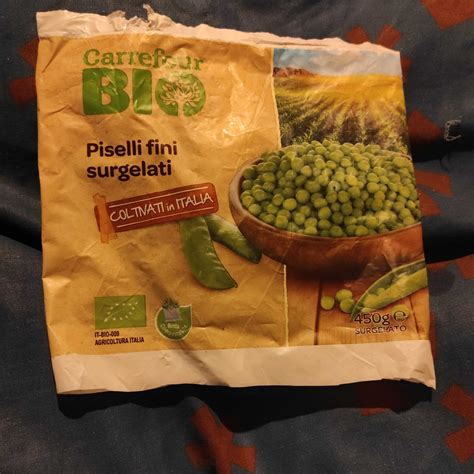 Carrefour
BIO
Piselli fini
surgelati
COLTIVATI in ITALIA
IT-BIO-009
AGRICOLTURA ITALIA
450g e
SURGELATO